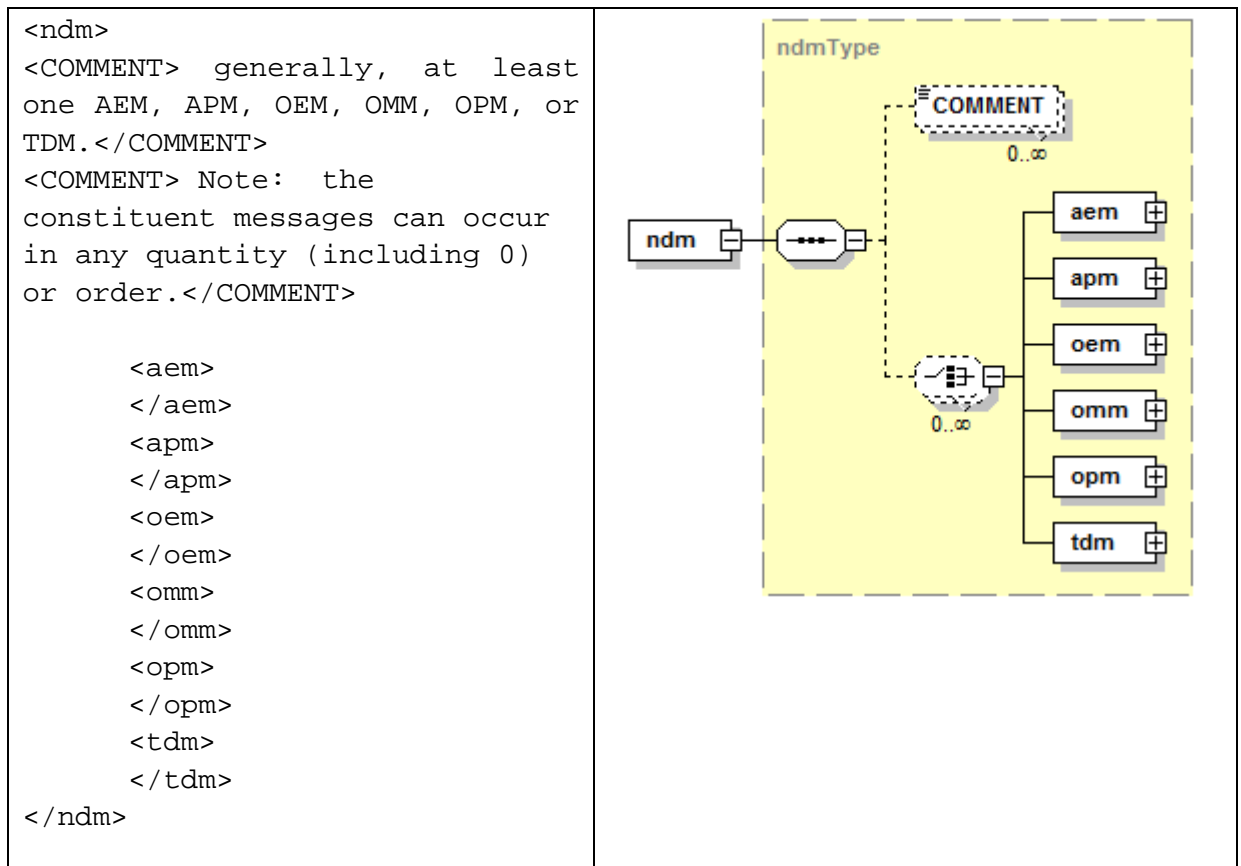 <ndm>
<COMMENT> generally, at least
one AEM, APM, OEM, OMM, OPM, or
TDM.</COMMENT>
<COMMENT> Note: the
constituent messages can occur
in any quantity (including 0)
or order.</COMMENT>
<aem>
</aem>
<apm>
</apm>
<oem>
</oem>
<omm>
</omm>
<opm>
</opm>
<tdm>
</tdm>
</ndm>
ndmType
COMMENT
0..∞
ndm
0..∞
aem
apm
oem
omm
opm
tdm